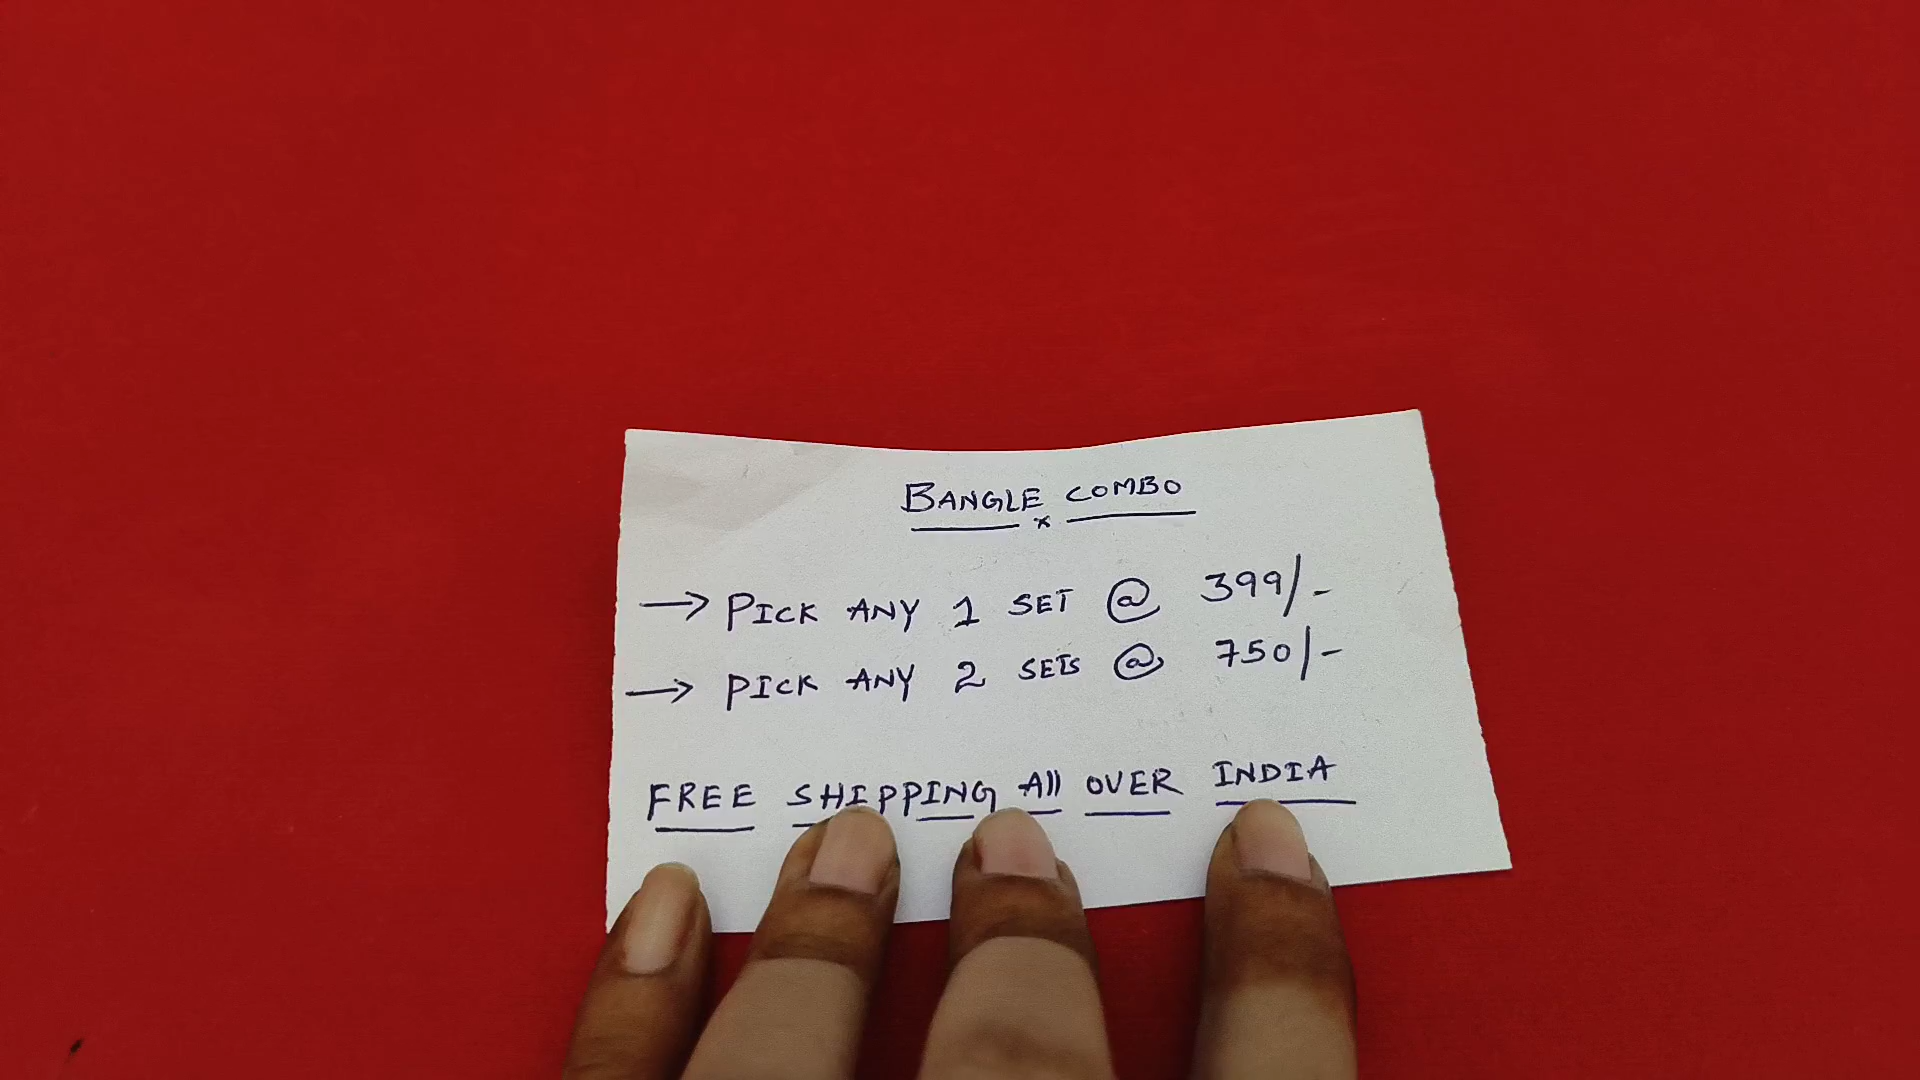 BANGLE COMBO
x
→ PICK ANY 1 SET @ 399/-
→ PICK ANY 2 SETS @ 750/-
FREE SHIPPING All OVER INDIA